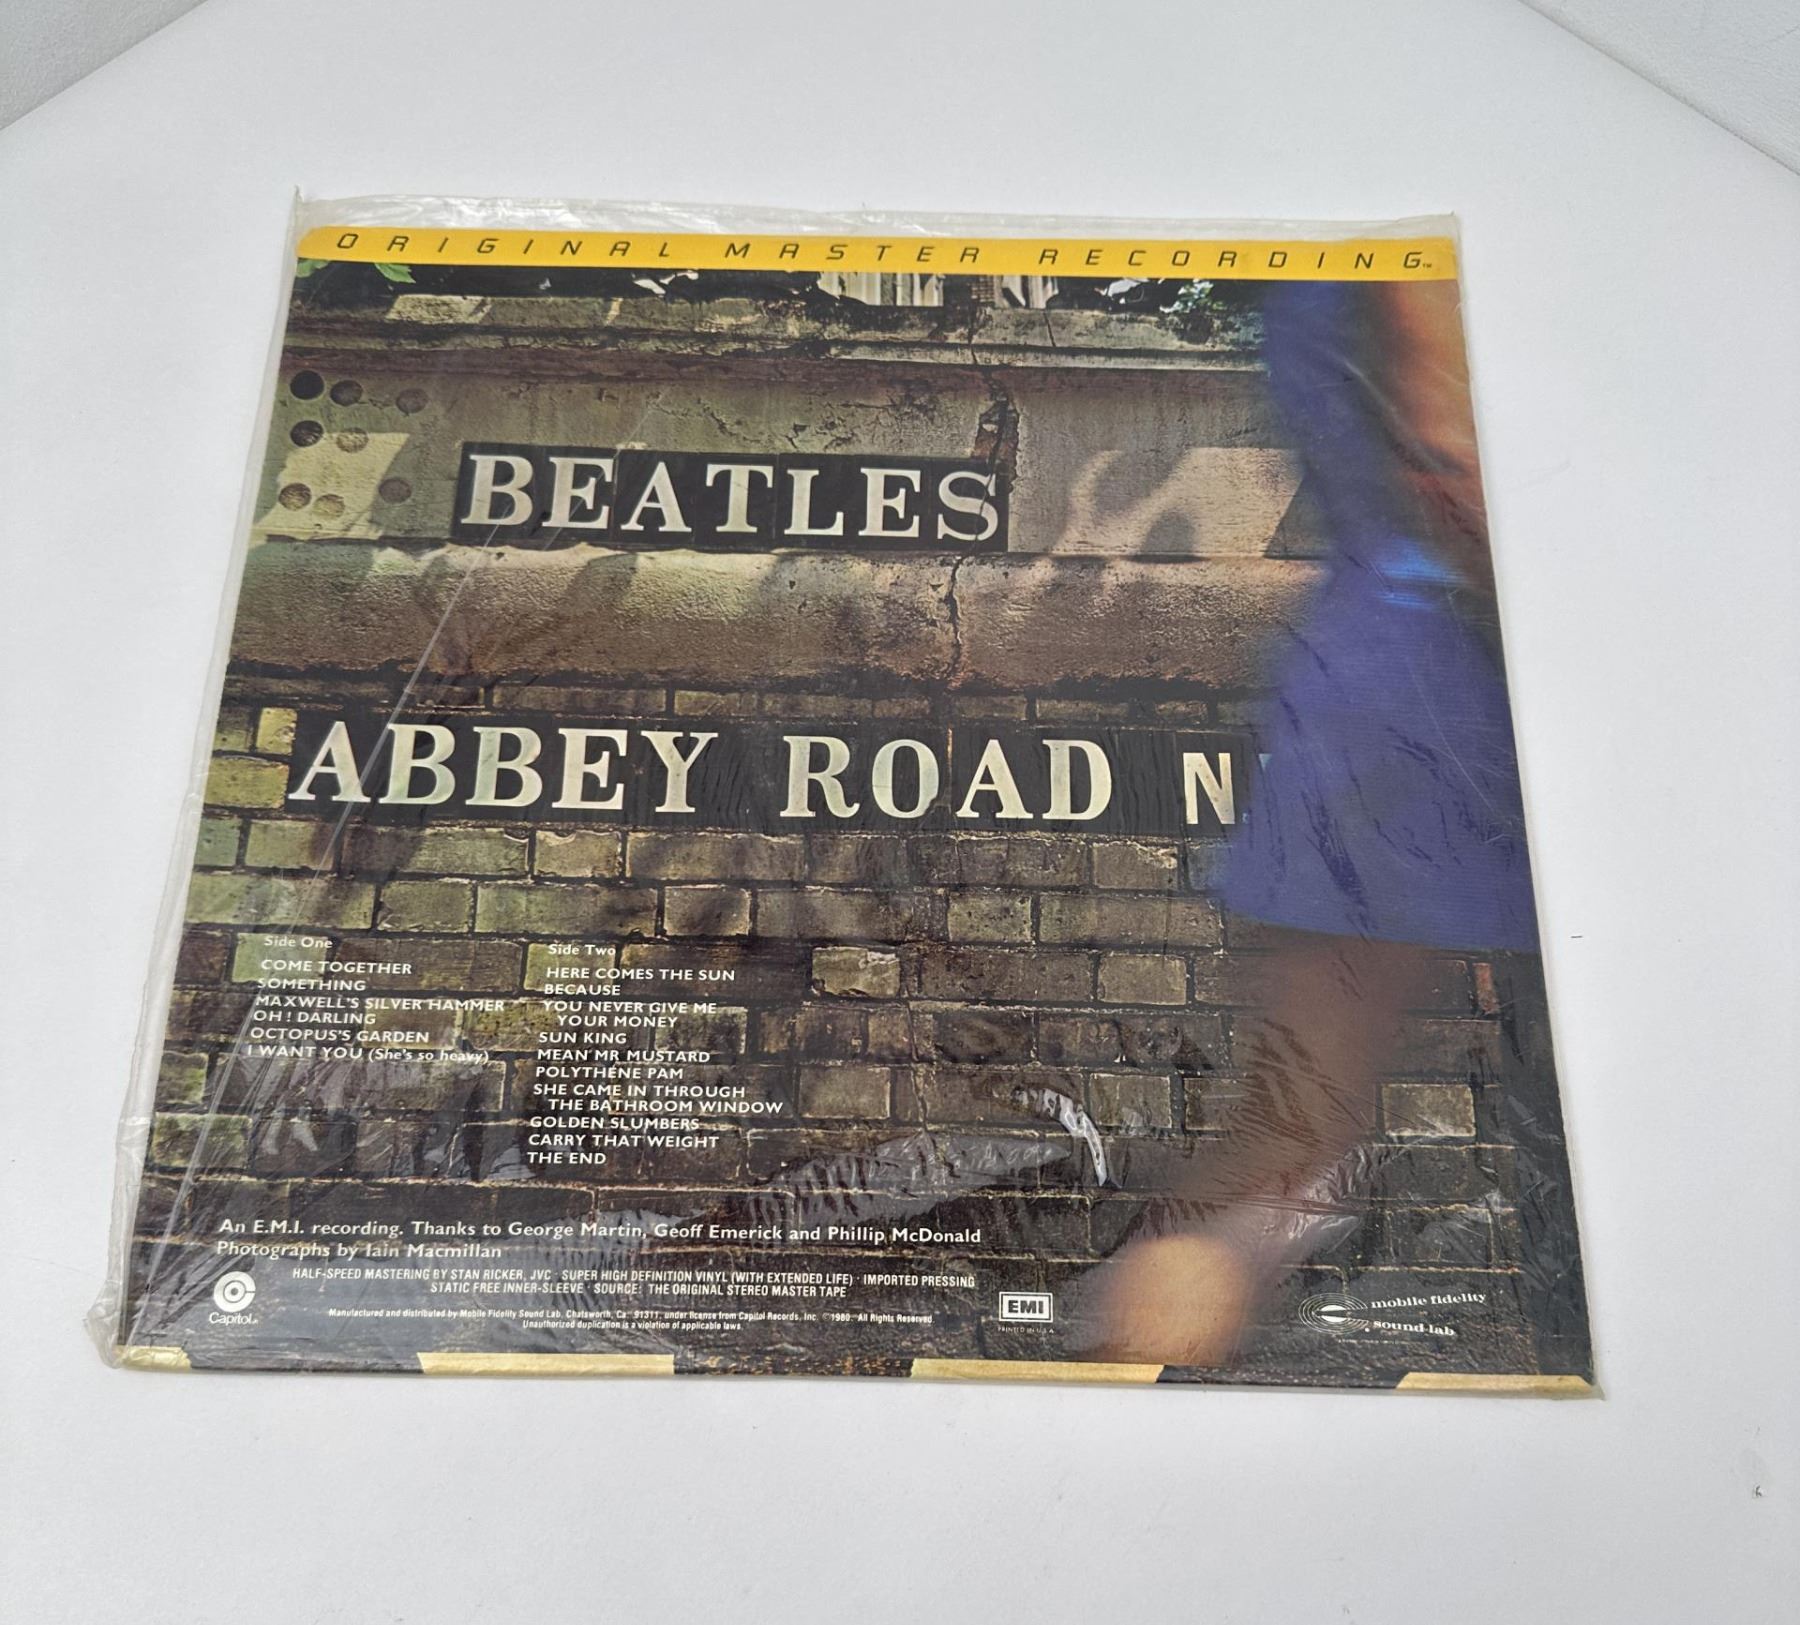 ORIGINAL MASTER RECORDING™
BEATLES
ABBEY ROAD N
Side One
COME TOGETHER
SOMETHING
MAXWELL'S SILVER HAMMER
OH! DARLING
OCTOPUS'S GARDEN
I WANT YOU (She's so heavy)
Side Two
HERE COMES THE SUN
BECAUSE
YOU NEVER GIVE ME
YOUR MONEY
SUN KING
MEAN MR MUSTARD
POLYTHENE PAM
SHE CAME IN THROUGH
THE BATHROOM WINDOW
GOLDEN SLUMBERS
CARRY THAT WEIGHT
THE END
An E.M.I. recording. Thanks to George Martin, Geoff Emerick and Phillip McDonald
Photographs by Iain Macmillan
HALF-SPEED MASTERING BY STAN RICKER, JVC · SUPER HIGH DEFINITION VINYL (WITH EXTENDED LIFE) · IMPORTED PRESSING
STATIC FREE INNER-SLEEVE · SOURCE: THE ORIGINAL STEREO MASTER TAPE
Manufactured and distributed by Mobile Fidelity Sound Lab, Chatsworth, Ca. 91311, under license from Capitol Records, Inc. ©1980. All Rights Reserved.
Unauthorized duplication is a violation of applicable laws.
Capitol®
EMI
PRINTED IN U.S.A.
mobile fidelity
sound lab